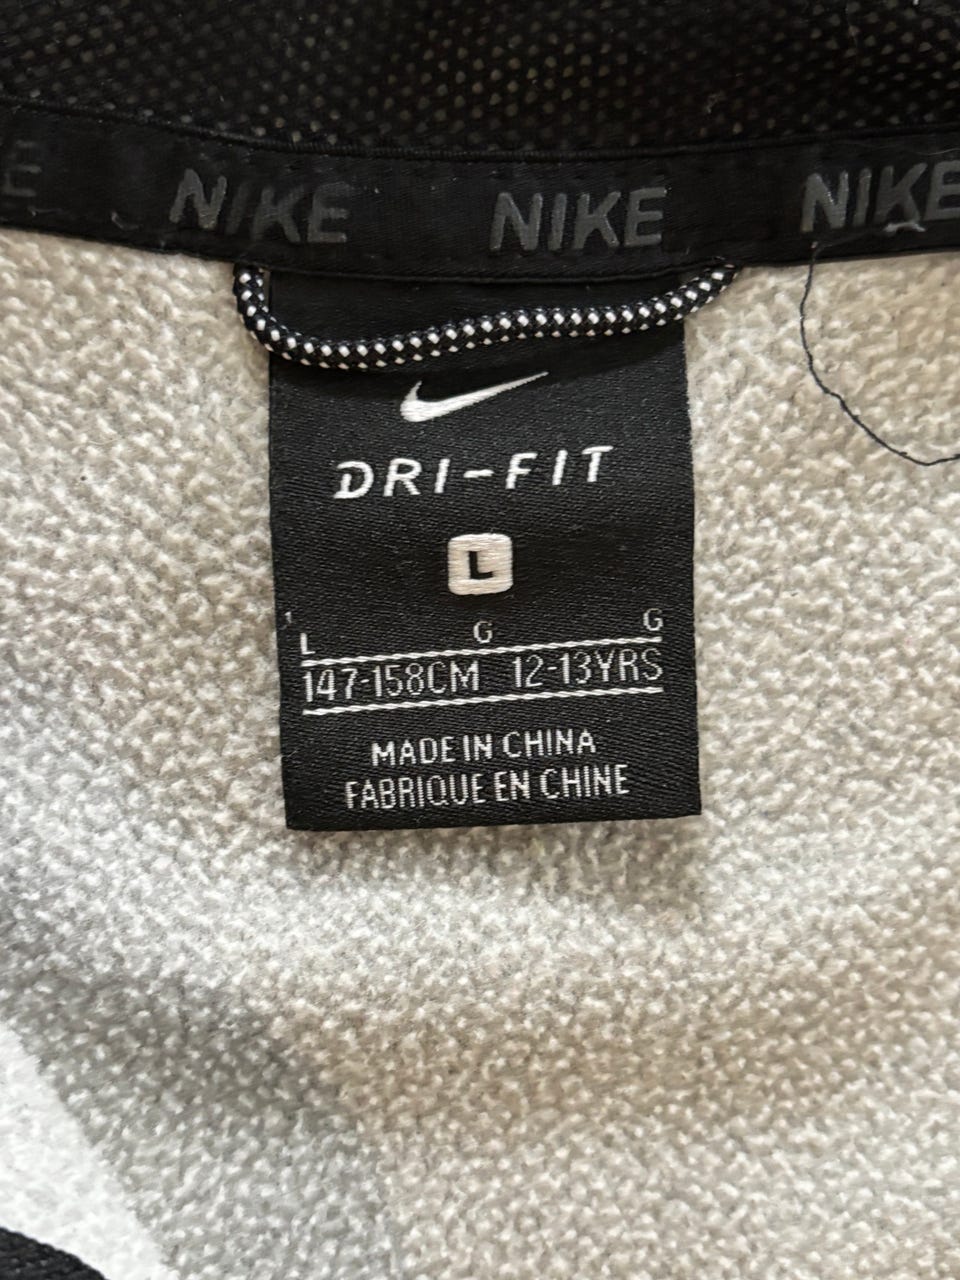 E NIKE NIKE NIKE
DRI-FIT
L
L G G
147-158CM 12-13YRS
MADE IN CHINA
FABRIQUE EN CHINE